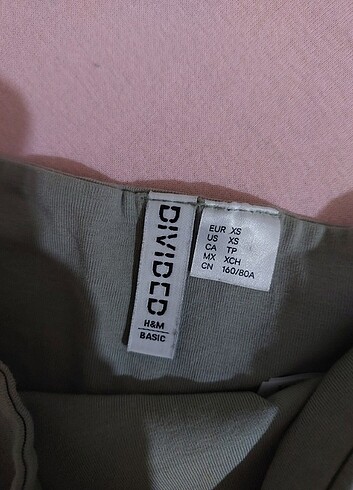 DIVIDED
H&M
BASIC
EUR XS
US XS
CA TP
MX XCH
CN 160/80A